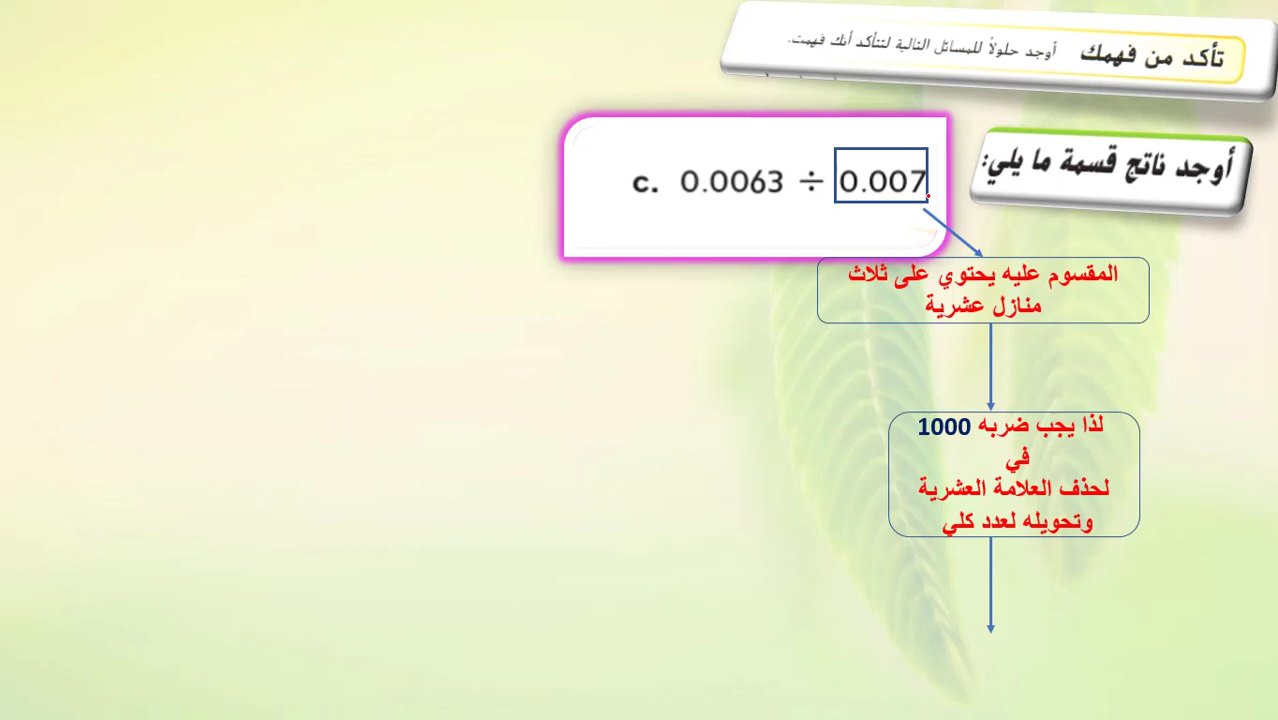 تأكد من فهمك أوجد حلولاً للمسائل التالية لتتأكد أنك فهمت.
أوجد ناتج قسمة ما يلي:
c. 0.0063 ÷ 0.007
المقسوم عليه يحتوي على ثلاث
منازل عشرية
لذا يجب ضربه 1000
في
لحذف العلامة العشرية
وتحويله لعدد كلي